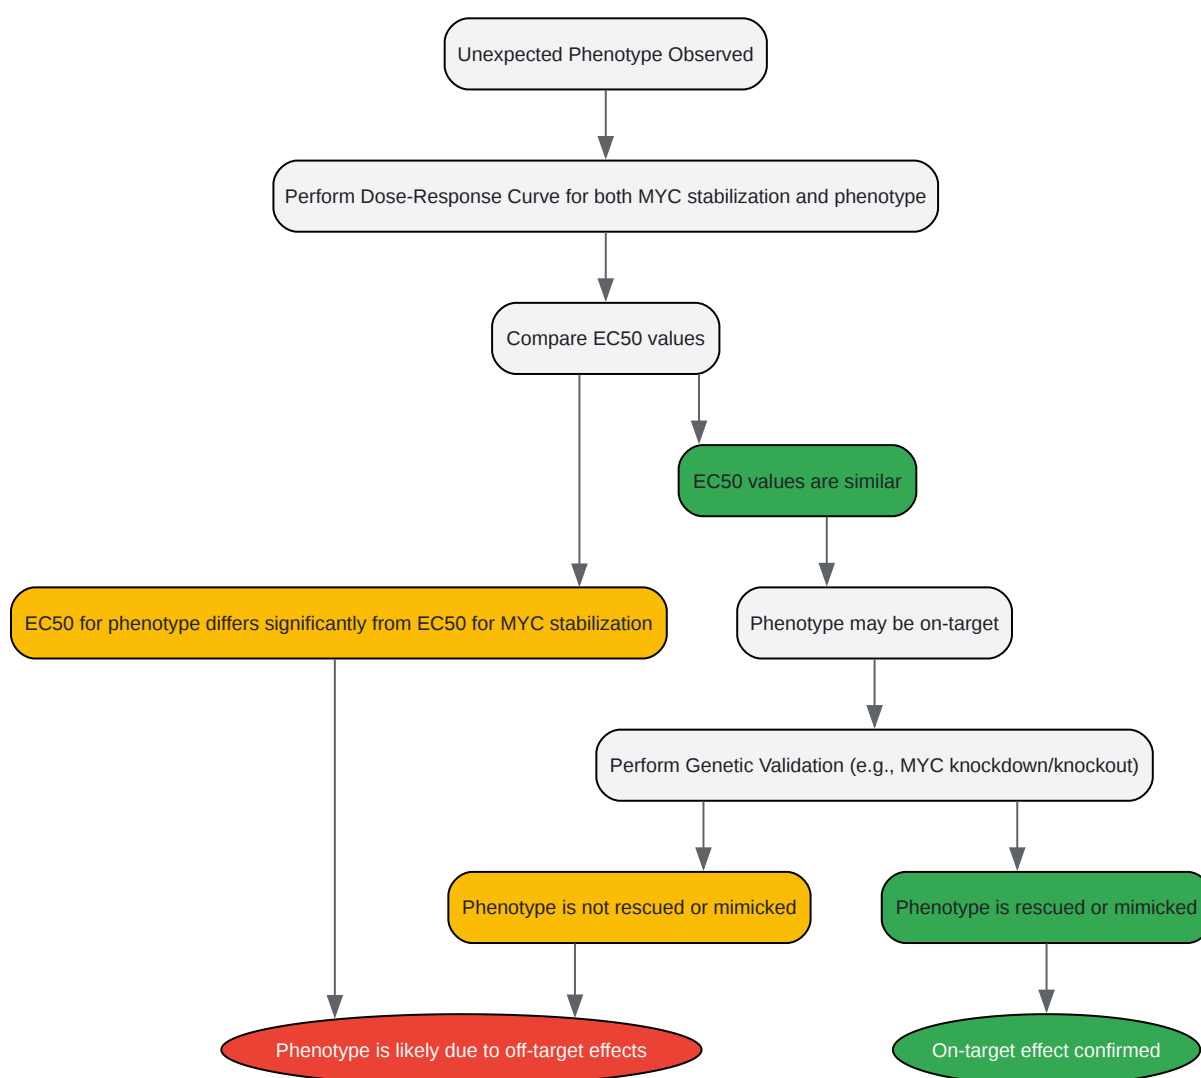 Unexpected Phenotype Observed
Perform Dose-Response Curve for both MYC stabilization and phenotype
Compare EC50 values
EC50 values are similar
EC50 for phenotype differs significantly from EC50 for MYC stabilization
Phenotype may be on-target
Perform Genetic Validation (e.g., MYC knockdown/knockout)
Phenotype is not rescued or mimicked
Phenotype is rescued or mimicked
Phenotype is likely due to off-target effects
On-target effect confirmed